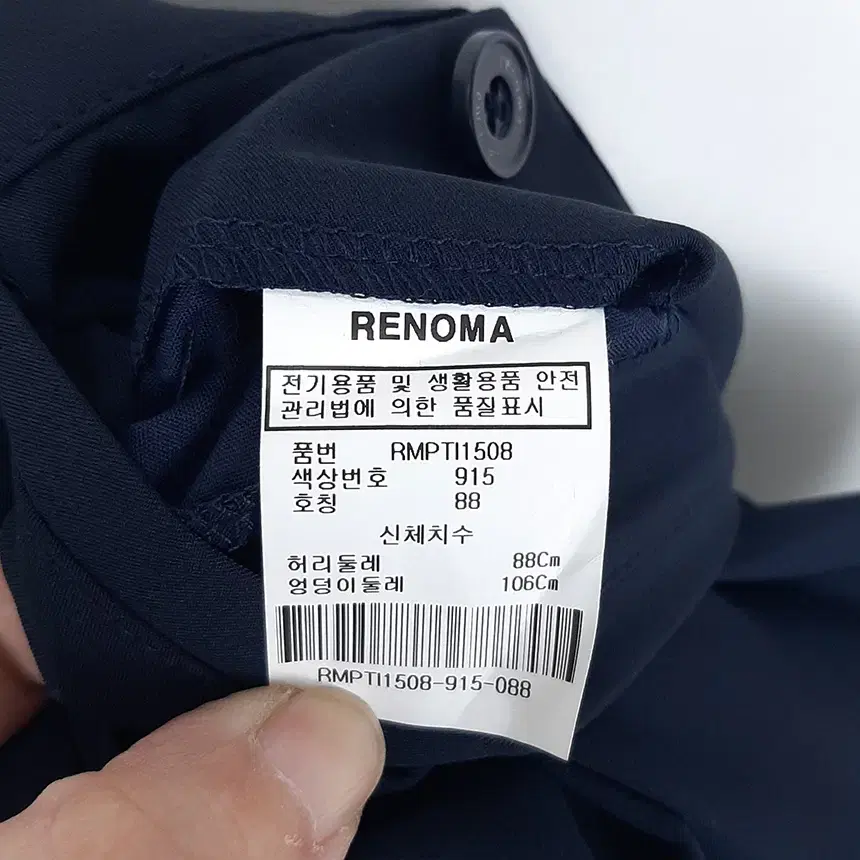 RENOMA
전기용품 및 생활용품 안전
관리법에 의한 품질표시
품번 RMPTI1508
색상번호 915
호칭 88
신체치수
허리둘레 88Cm
엉덩이둘레 106Cm
RMPTI1508-915-088